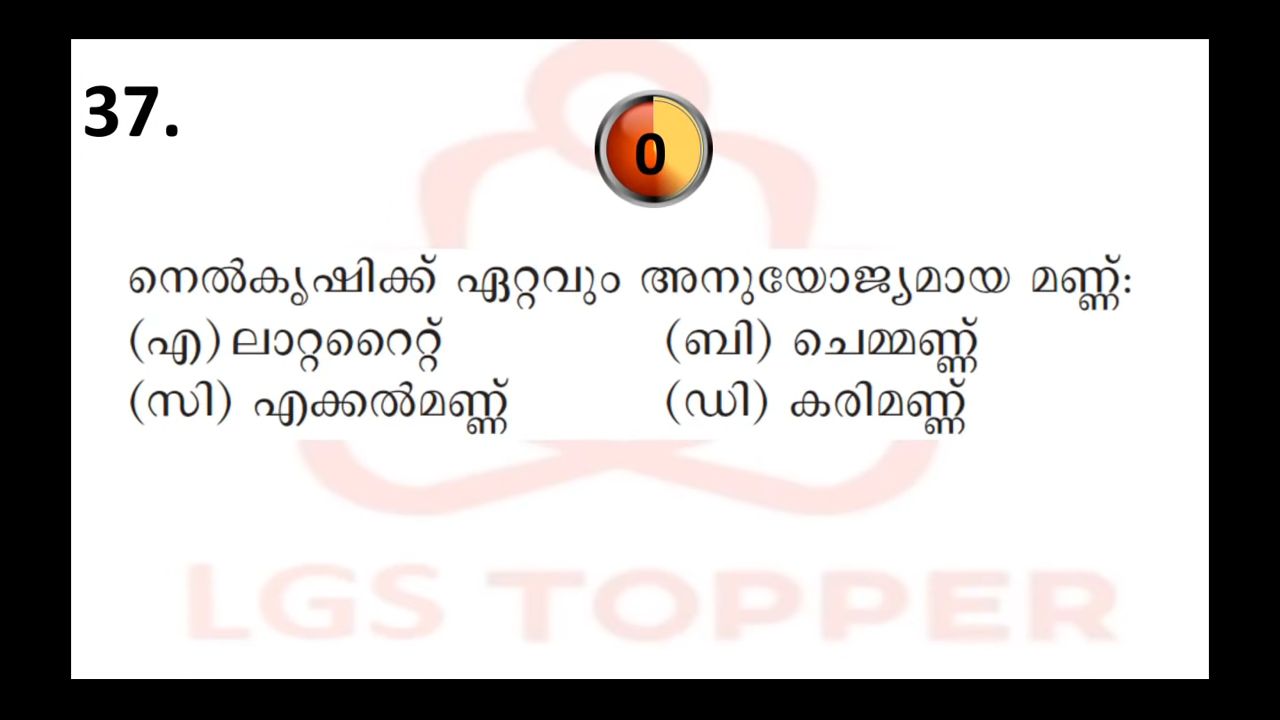 37.
0
നെൽകൃഷിക്ക് ഏറ്റവും അനുയോജ്യമായ മണ്ണ്:
(എ) ലാറ്ററൈറ്റ് (ബി) ചെമ്മണ്ണ്
(സി) എക്കൽമണ്ണ് (ഡി) കരിമണ്ണ്
LGS TOPPER